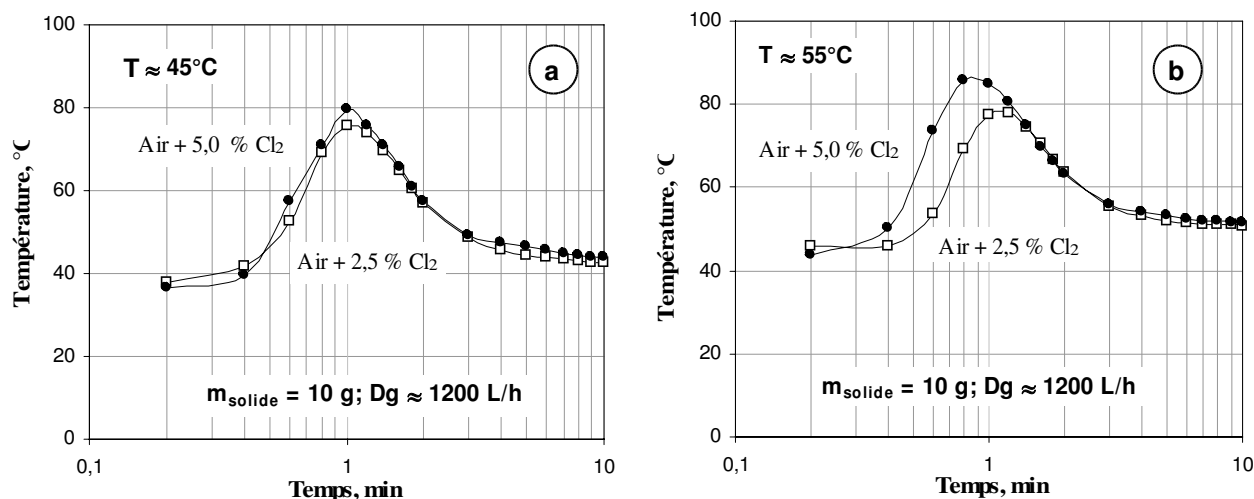 100
80
60
40
20
0
Température, °C
T ≈ 45°C
a
Air + 5,0 % Cl2
Air + 2,5 % Cl2
m solide = 10 g; Dg ≈ 1200 L/h
0,1
1
10
Temps, min
100
80
60
40
20
0
Température, °C
T ≈ 55°C
b
Air + 5,0 % Cl2
Air + 2,5 % Cl2
m solide = 10 g; Dg ≈ 1200 L/h
0,1
1
10
Temps, min